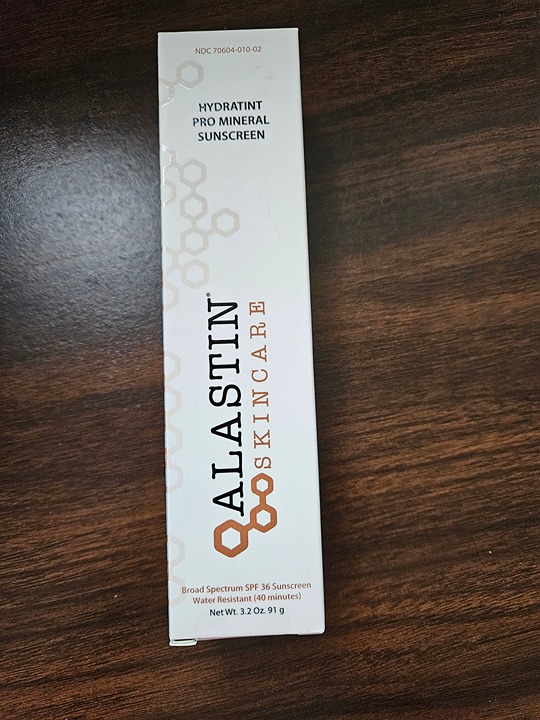 NDC 70604-010-02
HYDRATINT
PRO MINERAL
SUNSCREEN
ALASTIN®
SKINCARE
Broad Spectrum SPF 36 Sunscreen
Water Resistant (40 minutes)
Net Wt. 3.2 Oz. 91 g